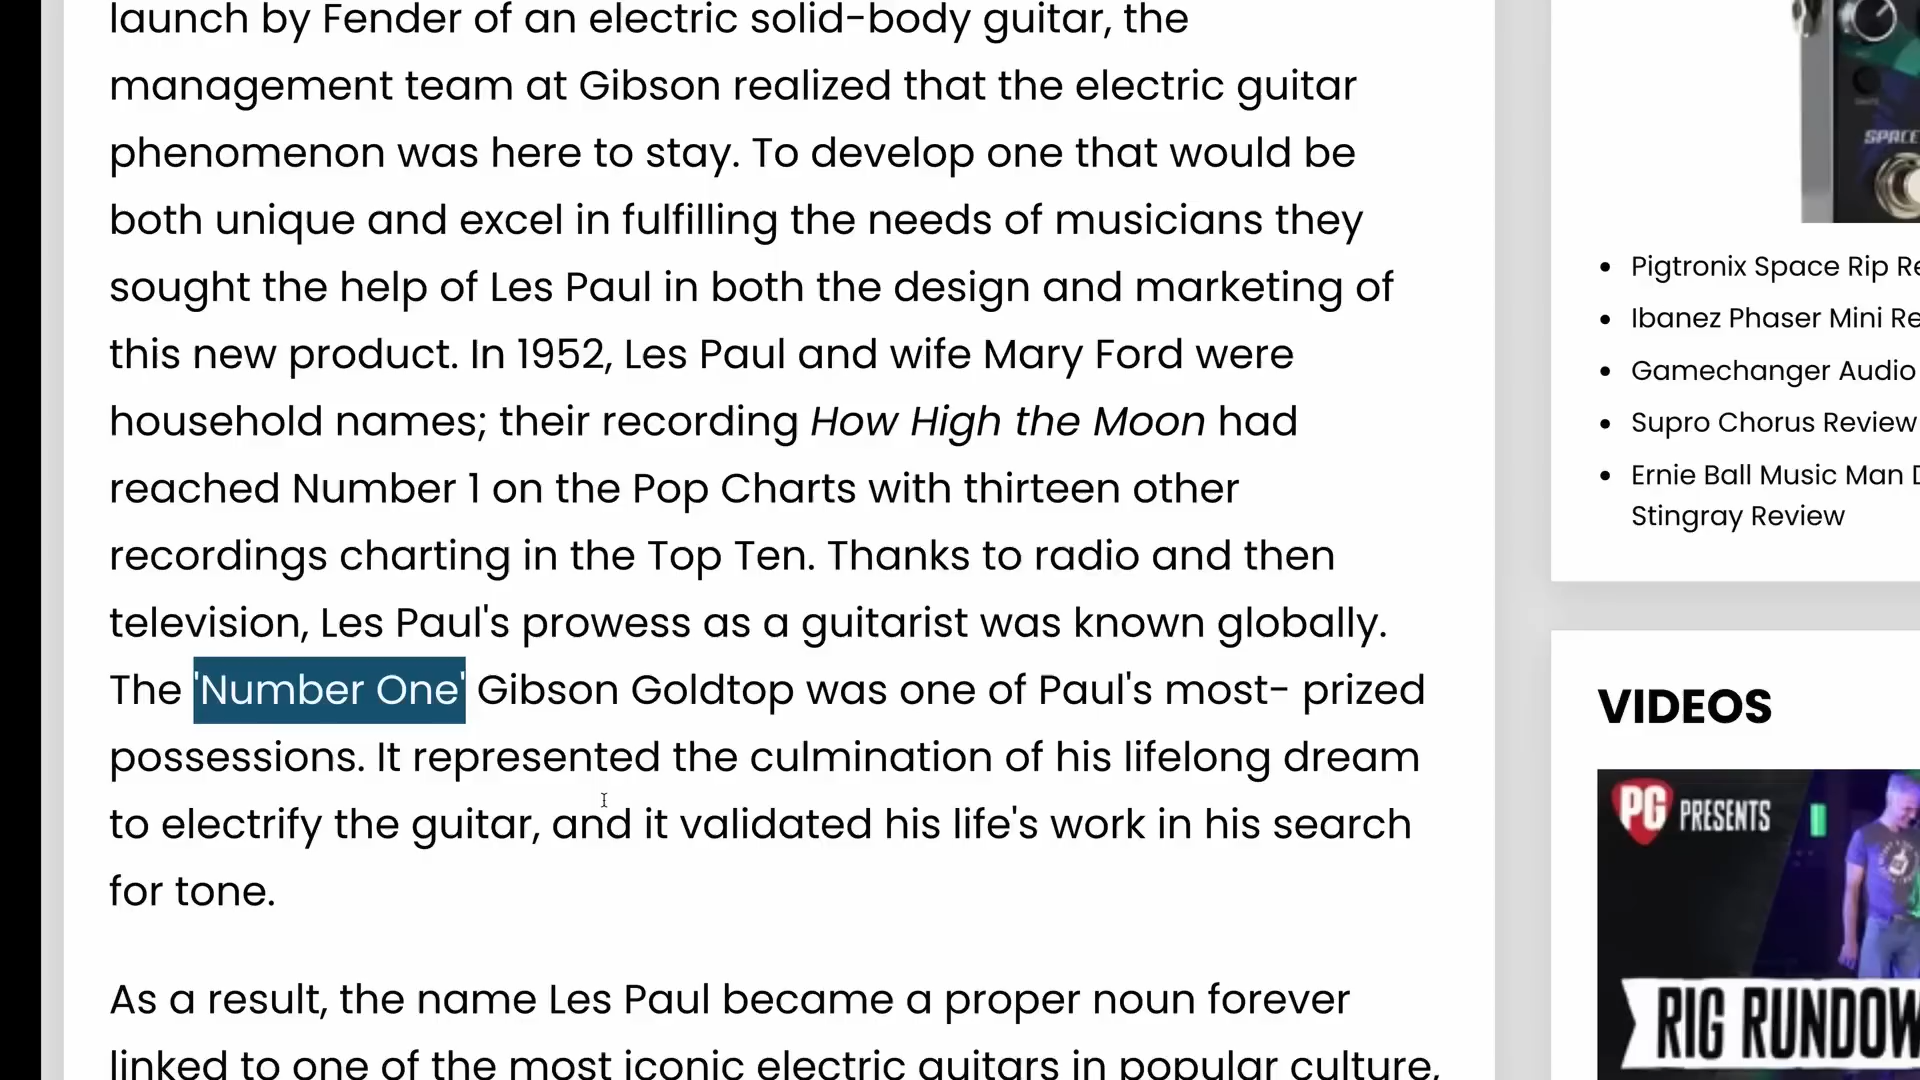 launch by Fender of an electric solid-body guitar, the
management team at Gibson realized that the electric guitar
phenomenon was here to stay. To develop one that would be
both unique and excel in fulfilling the needs of musicians they
sought the help of Les Paul in both the design and marketing of
this new product. In 1952, Les Paul and wife Mary Ford were
household names; their recording How High the Moon had
reached Number 1 on the Pop Charts with thirteen other
recordings charting in the Top Ten. Thanks to radio and then
television, Les Paul's prowess as a guitarist was known globally.
The 'Number One' Gibson Goldtop was one of Paul's most- prized
possessions. It represented the culmination of his lifelong dream
to electrify the guitar, and it validated his life's work in his search
for tone.
As a result, the name Les Paul became a proper noun forever
linked to one of the most iconic electric guitars in popular culture,
SPACE
• Pigtronix Space Rip Re
• Ibanez Phaser Mini Re
• Gamechanger Audio
• Supro Chorus Review
• Ernie Ball Music Man D
Stingray Review
VIDEOS
PG PRESENTS
RIG RUNDOW